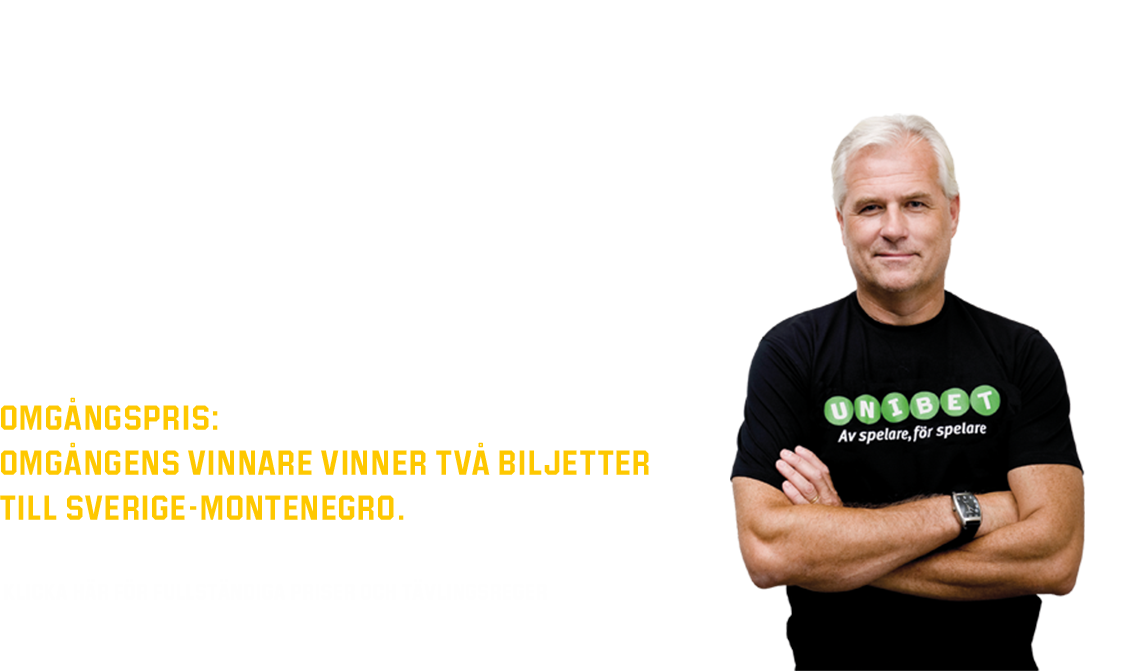 OMGÅNGSPRIS:
OMGÅNGENS VINNARE VINNER TVÅ BILJETTER
TILL SVERIGE-MONTENEGRO.
UNIBET
Av spelare, för spelare